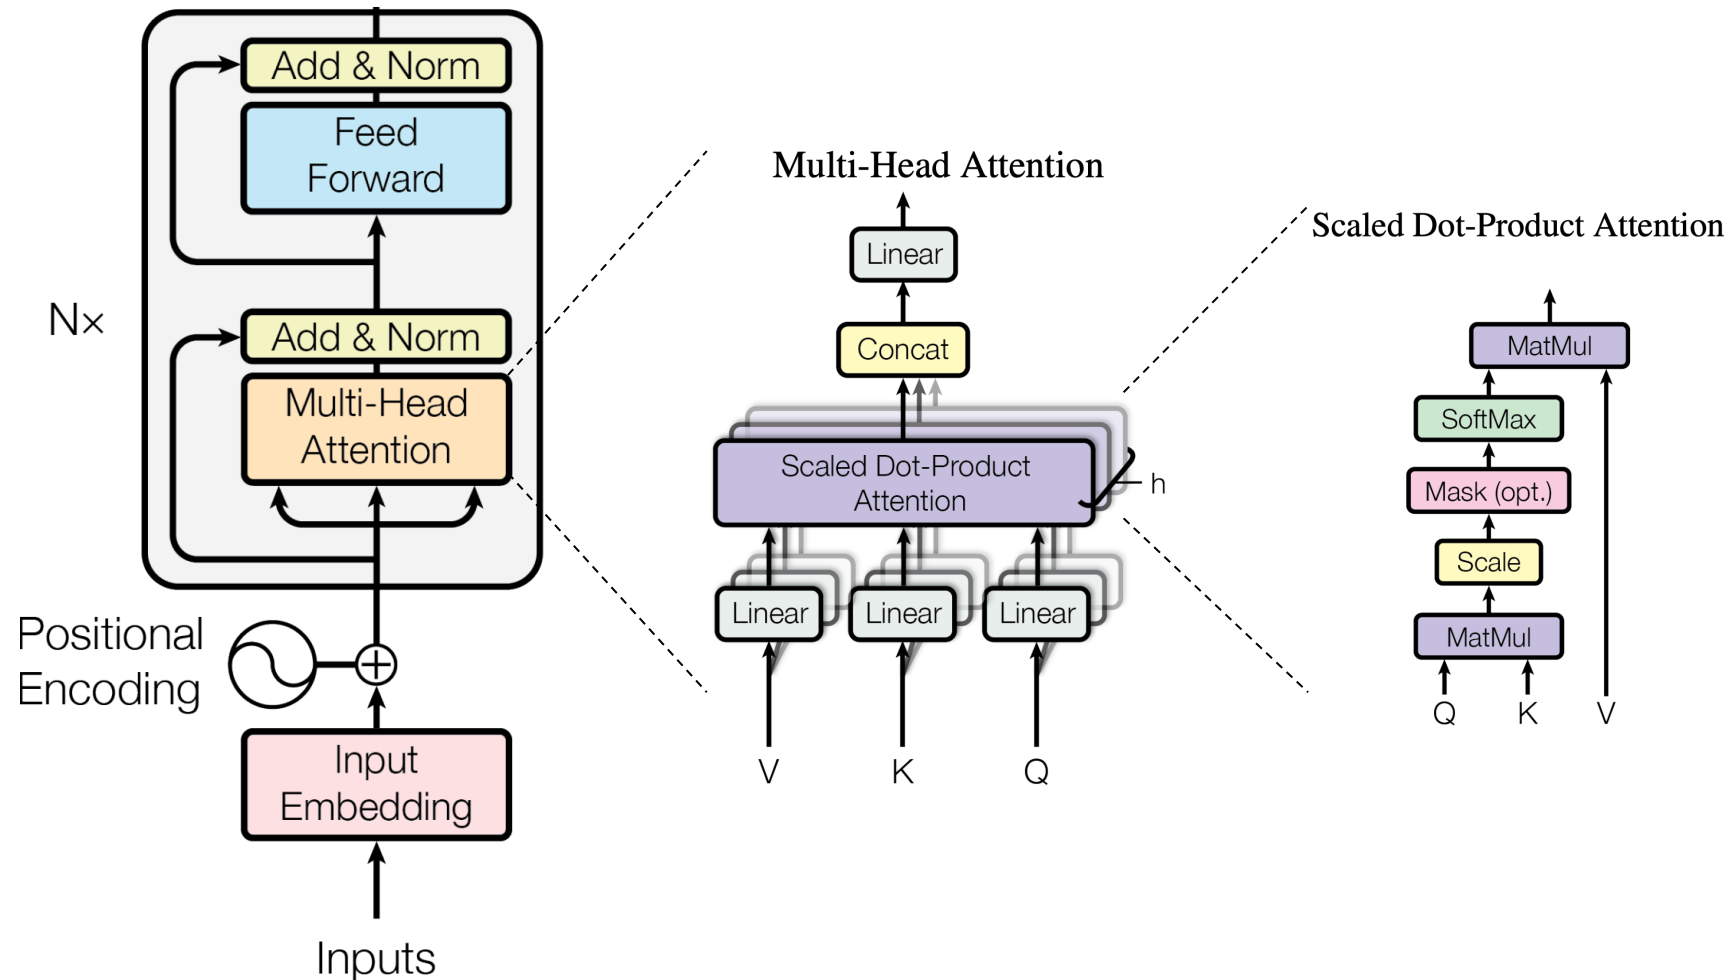 Add & Norm
Feed
Forward
N×
Add & Norm
Multi-Head
Attention
Positional
Encoding
Input
Embedding
Inputs
Multi-Head Attention
Linear
Concat
Scaled Dot-Product
Attention
h
Linear
Linear
Linear
V
K
Q
Scaled Dot-Product Attention
MatMul
SoftMax
Mask (opt.)
Scale
MatMul
Q
K
V